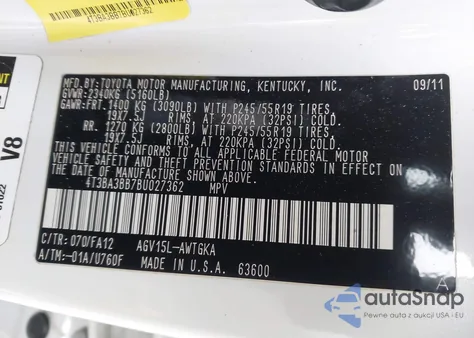 4T3BA3BB7BU027362
MFD. BY:TOYOTA MOTOR MANUFACTURING, KENTUCKY, INC. 09/11
GVWR: 2340KG (5160LB)
GAWR:FRT. 1400 KG (3090LB) WITH P245/55R19 TIRES,
19X7.5J RIMS, AT 220KPA (32PSI) COLD.
RR. 1270 KG (2800LB) WITH P245/55R19 TIRES,
19X7.5J RIMS, AT 220KPA (32PSI) COLD.
THIS VEHICLE CONFORMS TO ALL APPLICABLE FEDERAL MOTOR
VEHICLE SAFETY, BUMPER, AND THEFT PREVENTION STANDARDS IN EFFECT
ON THE DATE OF MANUFACTURE SHOWN ABOVE.
4T3BA3BB7BU027362 MPV
C/TR: 070/FA12 AGV15L-AWTGKA
A/TM:-01A/U760F MADE IN U.S.A. 63600
A
V8
autoSnap
Pewne auta z aukcji USA - EU